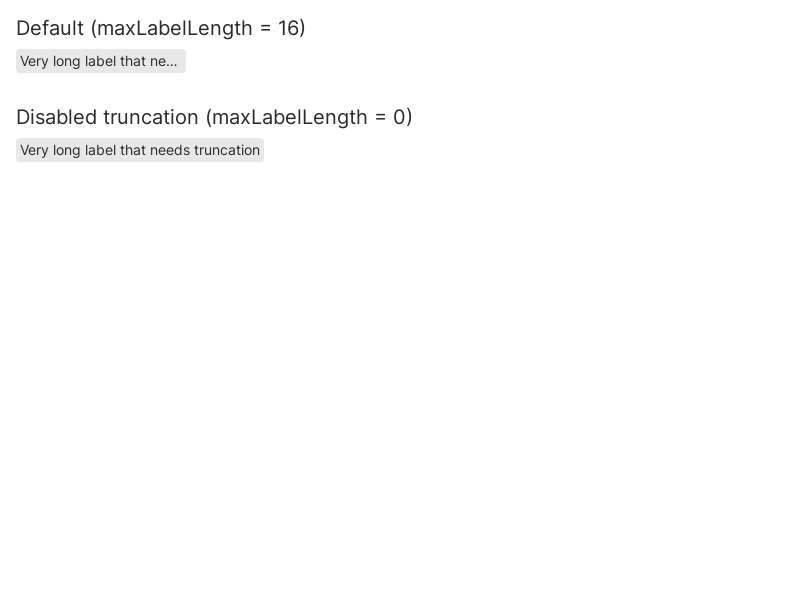 Default (maxLabelLength = 16)
Very long label that ne...
Disabled truncation (maxLabelLength = 0)
Very long label that needs truncation